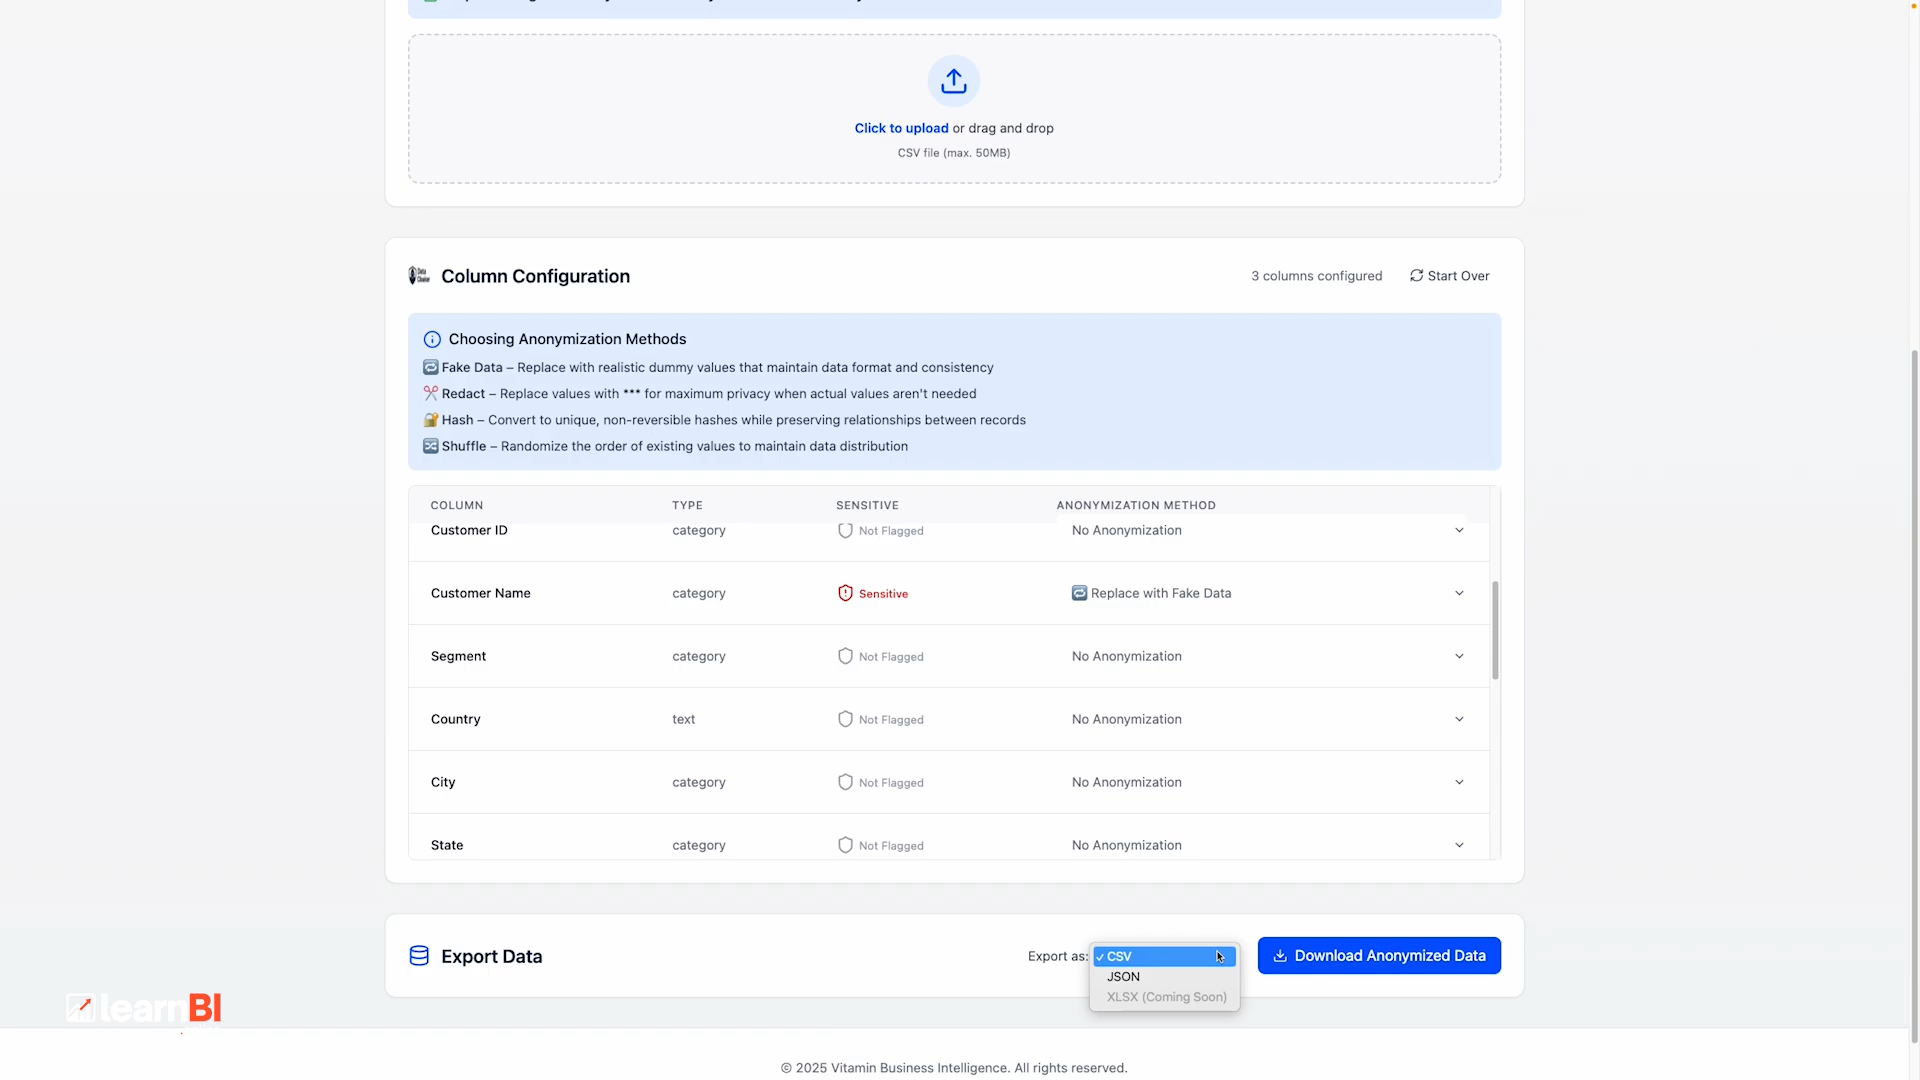 Click to upload or drag and drop
CSV file (max. 50MB)
Column Configuration
3 columns configured
Start Over
Choosing Anonymization Methods
Fake Data – Replace with realistic dummy values that maintain data format and consistency
Redact – Replace values with *** for maximum privacy when actual values aren't needed
Hash – Convert to unique, non-reversible hashes while preserving relationships between records
Shuffle – Randomize the order of existing values to maintain data distribution
COLUMN TYPE SENSITIVE ANONYMIZATION METHOD
Customer ID category Not Flagged No Anonymization
Customer Name category Sensitive Replace with Fake Data
Segment category Not Flagged No Anonymization
Country text Not Flagged No Anonymization
City category Not Flagged No Anonymization
State category Not Flagged No Anonymization
Export Data
Export as:
CSV
JSON
XLSX (Coming Soon)
Download Anonymized Data
learnBI
© 2025 Vitamin Business Intelligence. All rights reserved.